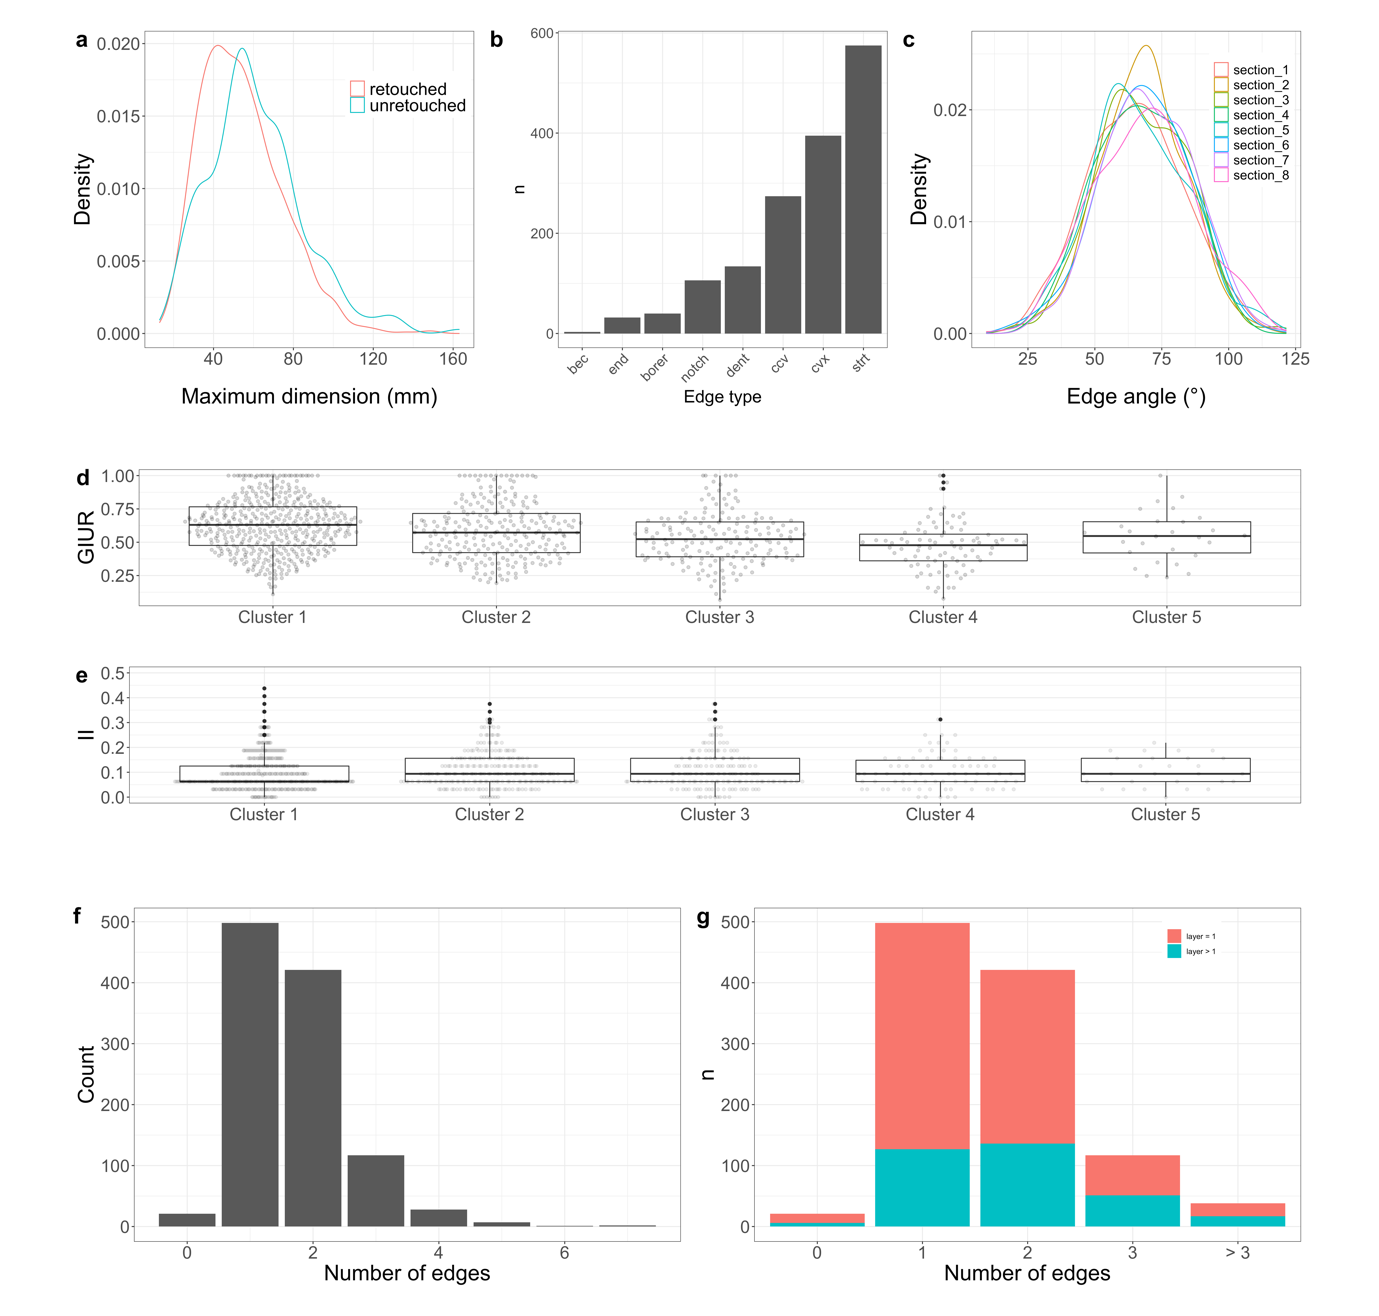 a
0.020
0.015
0.010
0.005
0.000
Density
40
80
120
160
Maximum dimension (mm)
retouched
unretouched
b
600
400
200
0
n
bec
end
borer
notch
dent
ccv
cvx
strt
Edge type
c
0.02
0.01
0.00
Density
25
50
75
100
125
Edge angle (°)
section_1
section_2
section_3
section_4
section_5
section_6
section_7
section_8
d
1.00
0.75
0.50
0.25
GIUR
Cluster 1
Cluster 2
Cluster 3
Cluster 4
Cluster 5
e
0.5
0.4
0.3
0.2
0.1
0.0
II
Cluster 1
Cluster 2
Cluster 3
Cluster 4
Cluster 5
f
500
400
300
200
100
0
Count
0
2
4
6
Number of edges
g
500
400
300
200
100
0
n
layer = 1
layer > 1
0
1
2
3
> 3
Number of edges